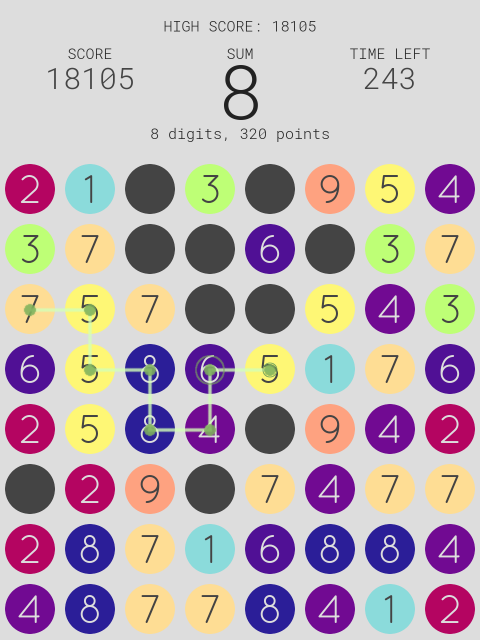 HIGH SCORE: 18105
SCORE SUM TIME LEFT
18105 8 243
8 digits, 320 points
2 1 3 9 5 4
3 7 6 3 7
7 5 7 5 4 3
6 5 8 6 5 1 7 6
2 5 8 4 9 4 2
2 9 7 4 7 7
2 8 7 1 6 8 8 4
4 8 7 7 8 4 1 2